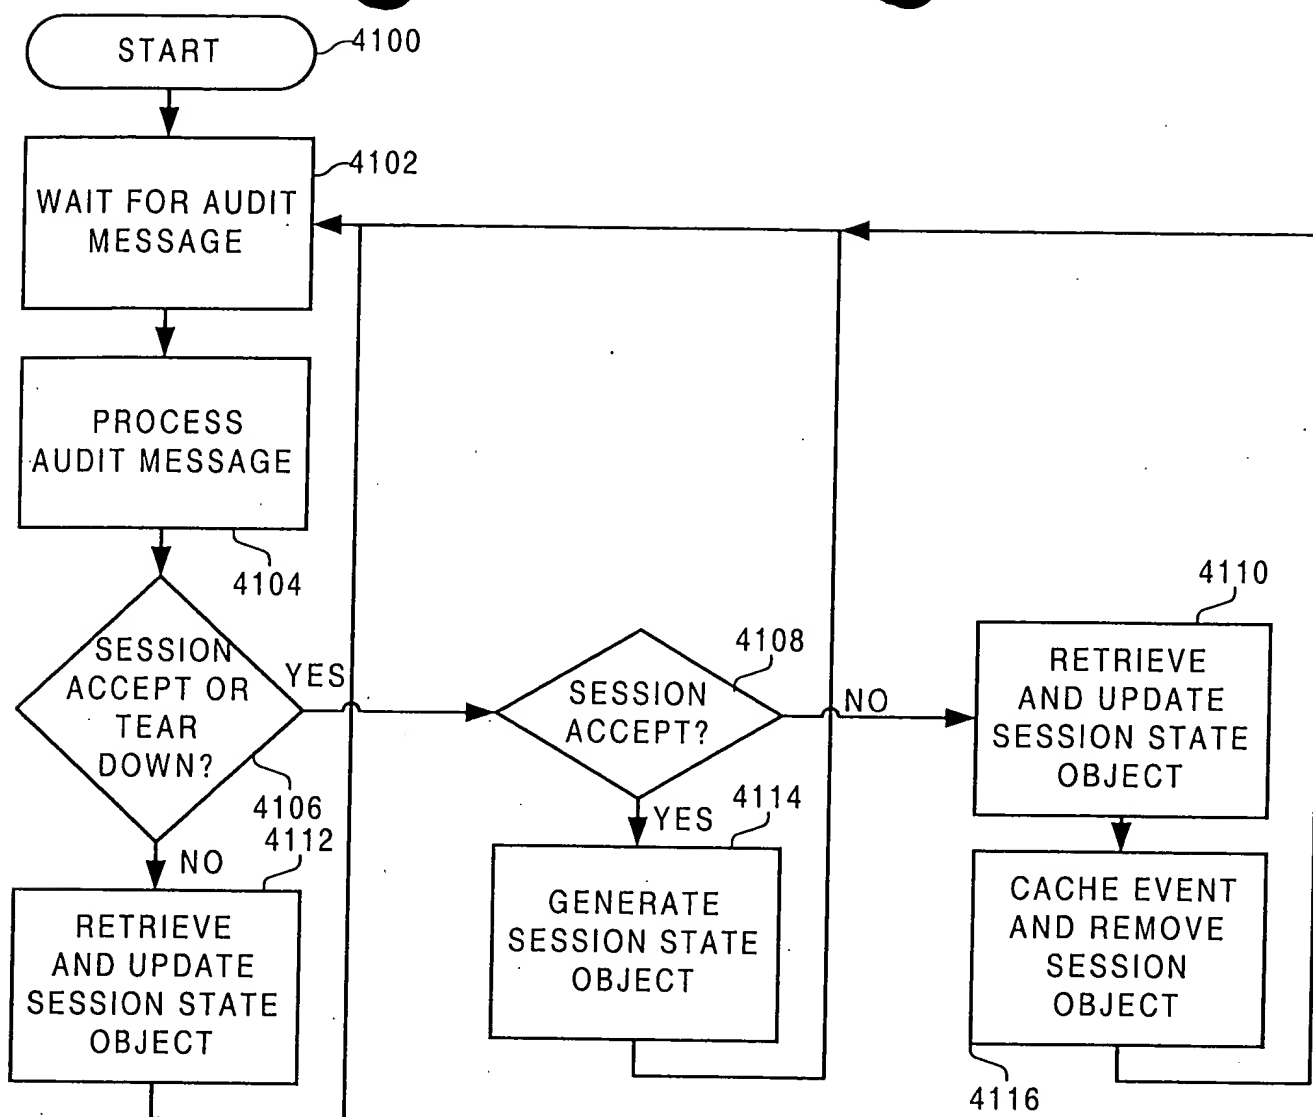 START
4100
4102
WAIT FOR AUDIT
MESSAGE
PROCESS
AUDIT MESSAGE
4104
SESSION
ACCEPT OR
TEAR
DOWN?
YES
4106
NO
4112
RETRIEVE
AND UPDATE
SESSION STATE
OBJECT
4108
SESSION
ACCEPT?
NO
YES
4114
GENERATE
SESSION STATE
OBJECT
4110
RETRIEVE
AND UPDATE
SESSION STATE
OBJECT
CACHE EVENT
AND REMOVE
SESSION
OBJECT
4116